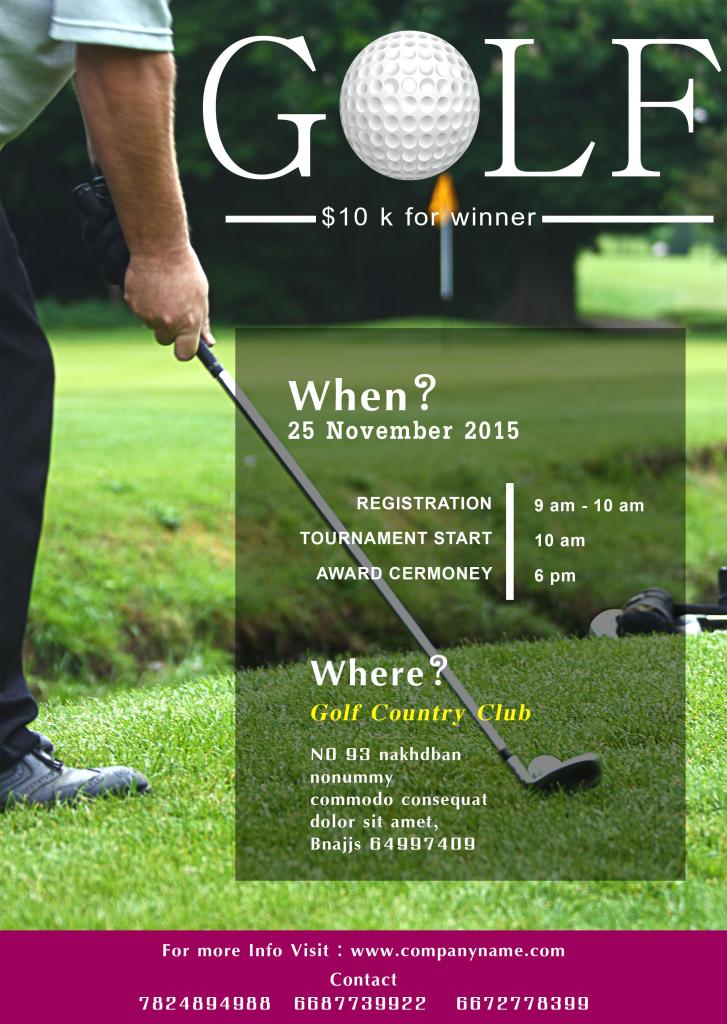 GOLF
$10 k for winner
When?
25 November 2015
REGISTRATION 9 am - 10 am
TOURNAMENT START 10 am
AWARD CERMONEY 6 pm
Where?
Golf Country Club
NO 93 nakhdban
nonummy
commodo consequat
dolor sit amet,
Bnajjs 64997409
For more Info Visit : www.companyname.com
Contact
7824894988 6687739922 6672778399